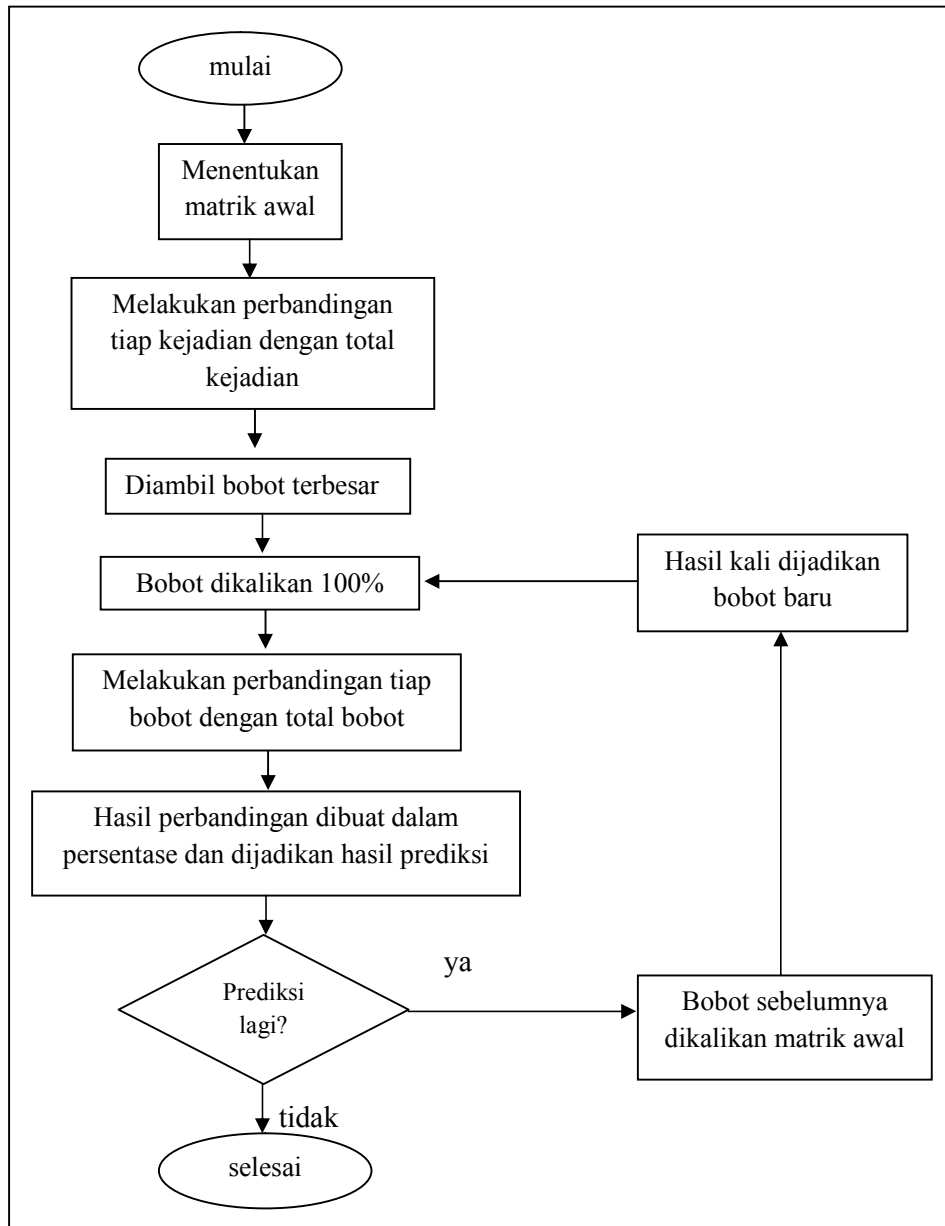 mulai
Menentukan
matrik awal
Melakukan perbandingan
tiap kejadian dengan total
kejadian
Diambil bobot terbesar
Bobot dikalikan 100%
Hasil kali dijadikan
bobot baru
Melakukan perbandingan tiap
bobot dengan total bobot
Hasil perbandingan dibuat dalam
persentase dan dijadikan hasil prediksi
Prediksi
lagi?
ya
Bobot sebelumnya
dikalikan matrik awal
tidak
selesai